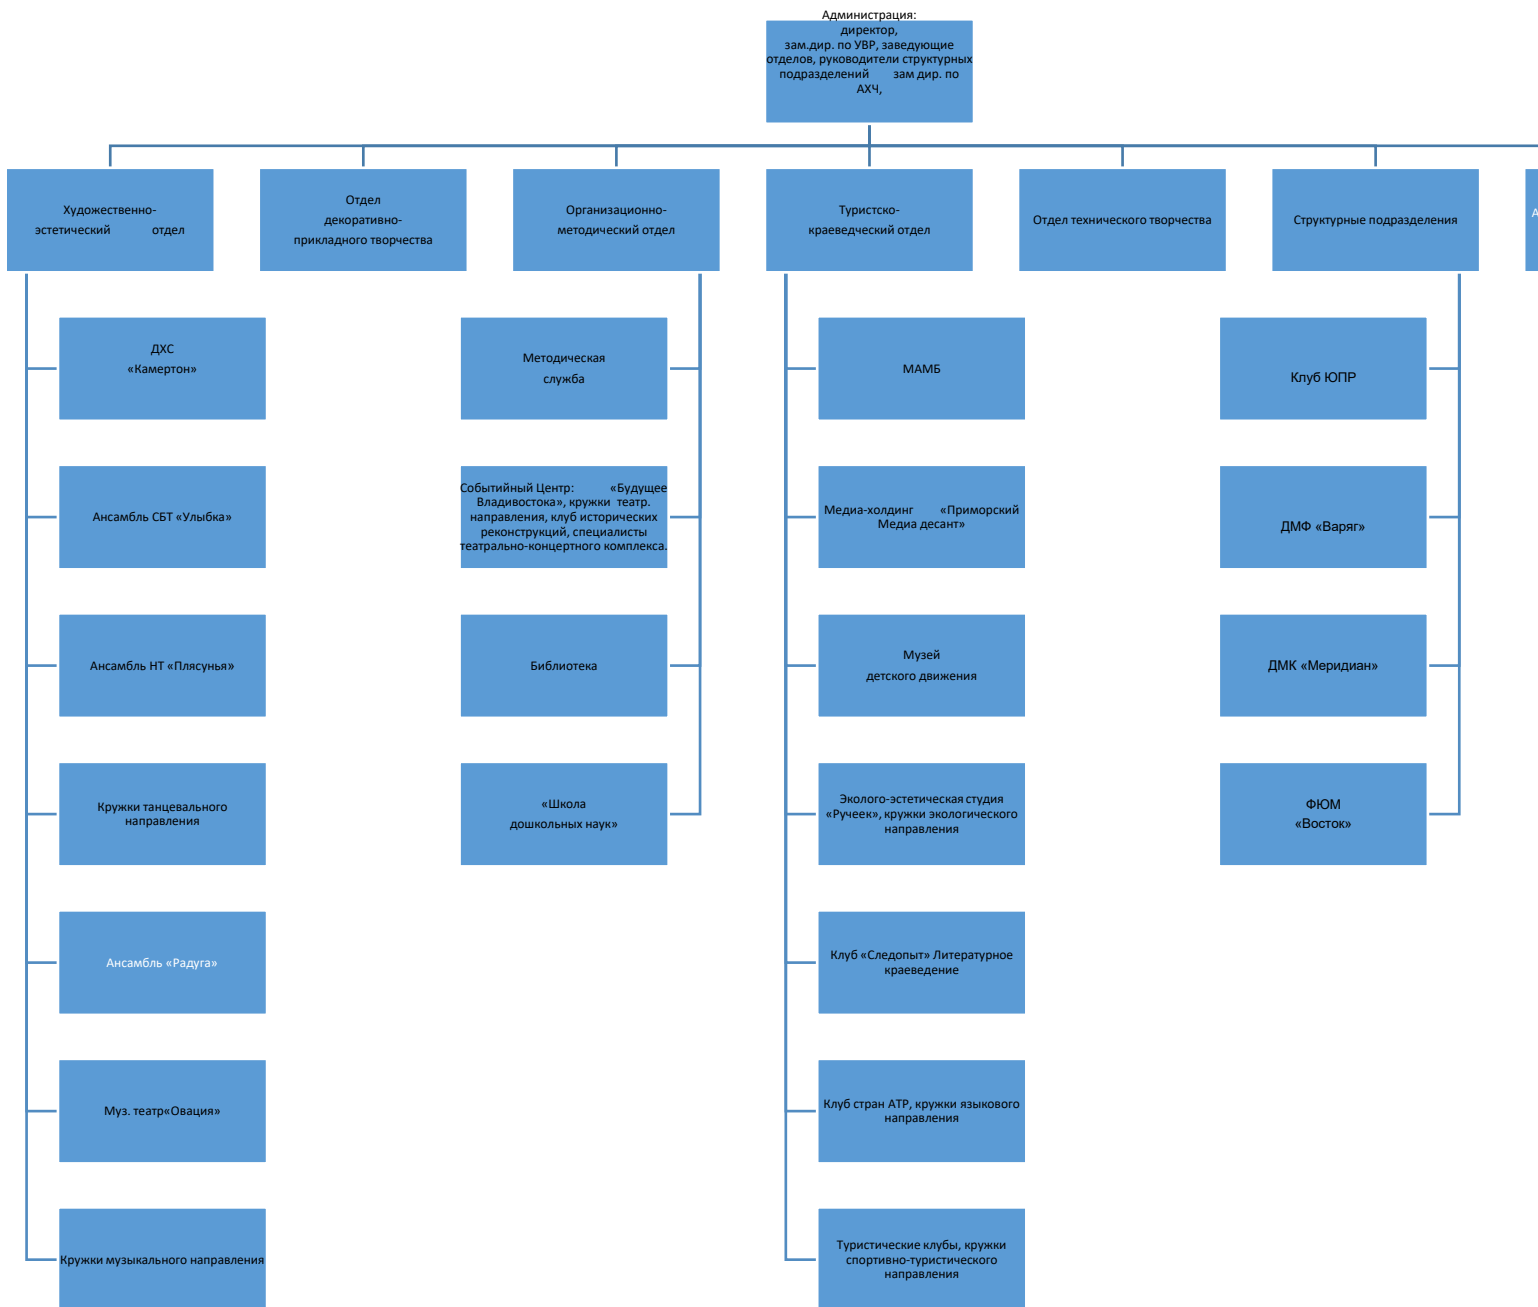 Администрация:
директор,
зам.дир. по УВР, заведующие
отделов, руководители структурных
подразделений зам дир. по
АХЧ,
Художественно-
эстетический отдел
Отдел
декоративно-
прикладного творчества
Организационно-
методический отдел
Туристско-
краеведческий отдел
Отдел технического творчества
Структурные подразделения
ДХС
«Камертон»
Методическая
служба
МАМБ
Клуб ЮПР
Ансамбль СБТ «Улыбка»
Событийный Центр: «Будущее
Владивостока», кружки театр.
направления, клуб исторических
реконструкций, специалисты
театрально-концертного комплекса.
Медиа-холдинг «Приморский
Медиа десант»
ДМФ «Варяг»
Ансамбль НТ «Плясунья»
Библиотека
Музей
детского движения
ДМК «Меридиан»
Кружки танцевального
направления
«Школа
дошкольных наук»
Эколого-эстетическая студия
«Ручеек», кружки экологического
направления
ФЮМ
«Восток»
Ансамбль «Радуга»
Клуб «Следопыт» Литературное
краеведение
Муз. театр«Овация»
Клуб стран АТР, кружки языкового
направления
Кружки музыкального направления
Туристические клубы, кружки
спортивно-туристического
направления